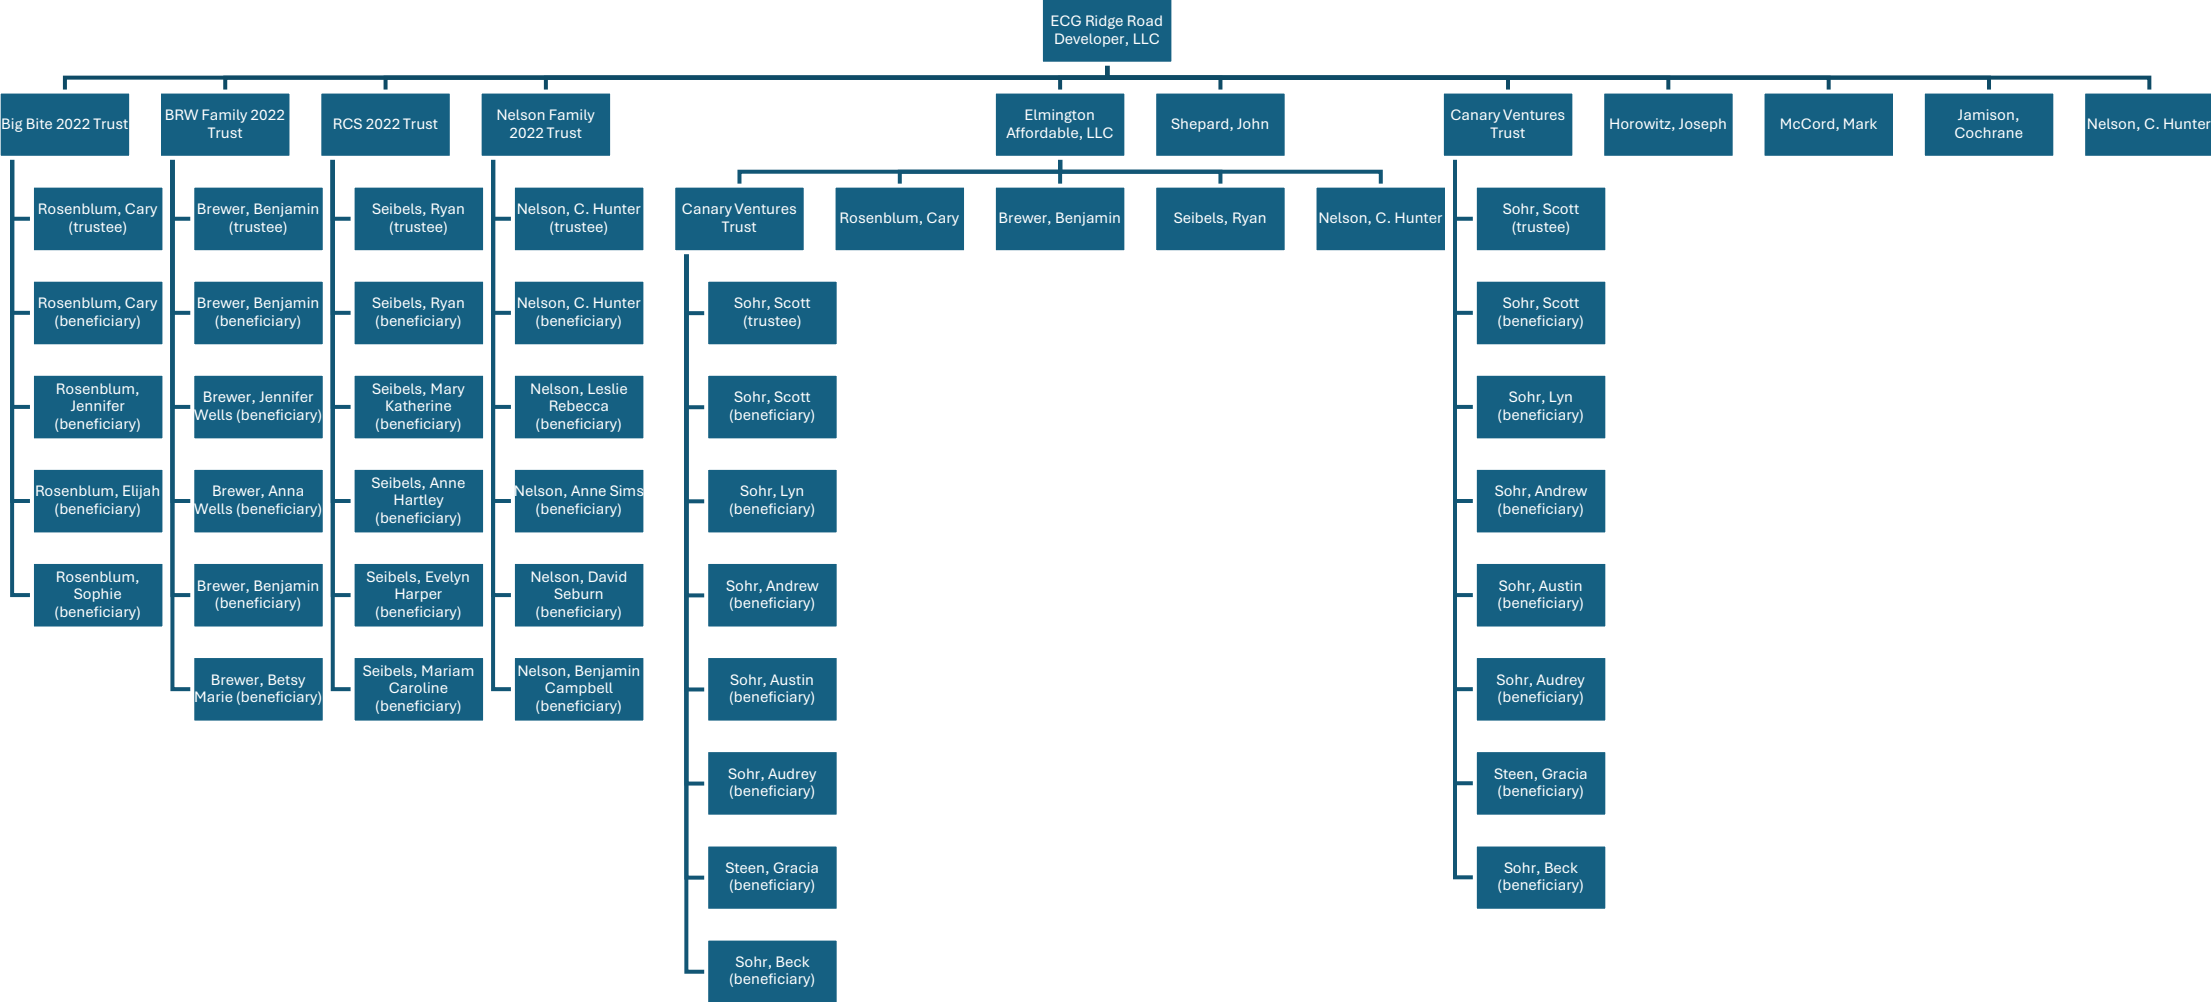 ECG Ridge Road
Developer, LLC
Big Bite 2022 Trust
BRW Family 2022
Trust
RCS 2022 Trust
Nelson Family
2022 Trust
Elmington
Affordable, LLC
Shepard, John
Canary Ventures
Trust
Horowitz, Joseph
McCord, Mark
Jamison,
Cochrane
Nelson, C. Hunter
Rosenblum, Cary
(trustee)
Rosenblum, Cary
(beneficiary)
Rosenblum,
Jennifer
(beneficiary)
Rosenblum, Elijah
(beneficiary)
Rosenblum,
Sophie
(beneficiary)
Brewer, Benjamin
(trustee)
Brewer, Benjamin
(beneficiary)
Brewer, Jennifer
Wells (beneficiary)
Brewer, Anna
Wells (beneficiary)
Brewer, Benjamin
(beneficiary)
Brewer, Betsy
Marie (beneficiary)
Seibels, Ryan
(trustee)
Seibels, Ryan
(beneficiary)
Seibels, Mary
Katherine
(beneficiary)
Seibels, Anne
Hartley
(beneficiary)
Seibels, Evelyn
Harper
(beneficiary)
Seibels, Mariam
Caroline
(beneficiary)
Nelson, C. Hunter
(trustee)
Nelson, C. Hunter
(beneficiary)
Nelson, Leslie
Rebecca
(beneficiary)
Nelson, Anne Sims
(beneficiary)
Nelson, David
Seburn
(beneficiary)
Nelson, Benjamin
Campbell
(beneficiary)
Canary Ventures
Trust
Rosenblum, Cary
Brewer, Benjamin
Seibels, Ryan
Nelson, C. Hunter
Sohr, Scott
(trustee)
Sohr, Scott
(beneficiary)
Sohr, Lyn
(beneficiary)
Sohr, Andrew
(beneficiary)
Sohr, Austin
(beneficiary)
Sohr, Audrey
(beneficiary)
Steen, Gracia
(beneficiary)
Sohr, Beck
(beneficiary)
Sohr, Scott
(trustee)
Sohr, Scott
(beneficiary)
Sohr, Lyn
(beneficiary)
Sohr, Andrew
(beneficiary)
Sohr, Austin
(beneficiary)
Sohr, Audrey
(beneficiary)
Steen, Gracia
(beneficiary)
Sohr, Beck
(beneficiary)